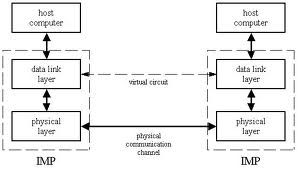 host
computer
host
computer
data link
layer
virtual circuit
data link
layer
physical
layer
physical
communication
channel
physical
layer
IMP
IMP